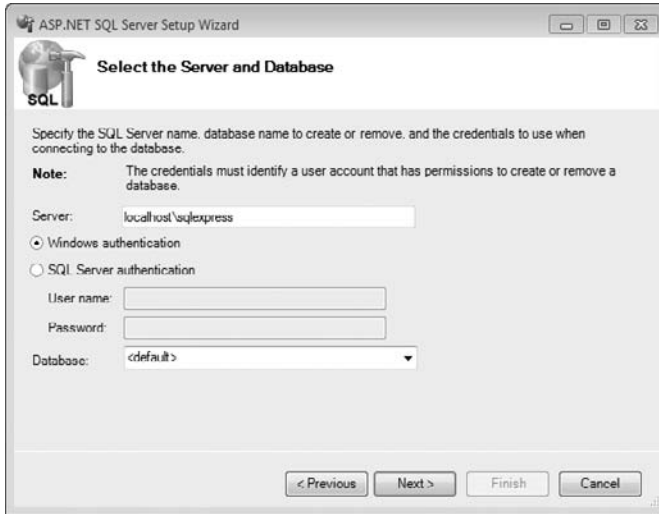 ASP.NET SQL Server Setup Wizard
Select the Server and Database
SQL
Specify the SQL Server name, database name to create or remove, and the credentials to use when
connecting to the database.
Note: The credentials must identify a user account that has permissions to create or remove a
database.
Server: localhost\sqlexpress
Windows authentication
SQL Server authentication
User name:
Password:
Database: <default>
< Previous Next > Finish Cancel